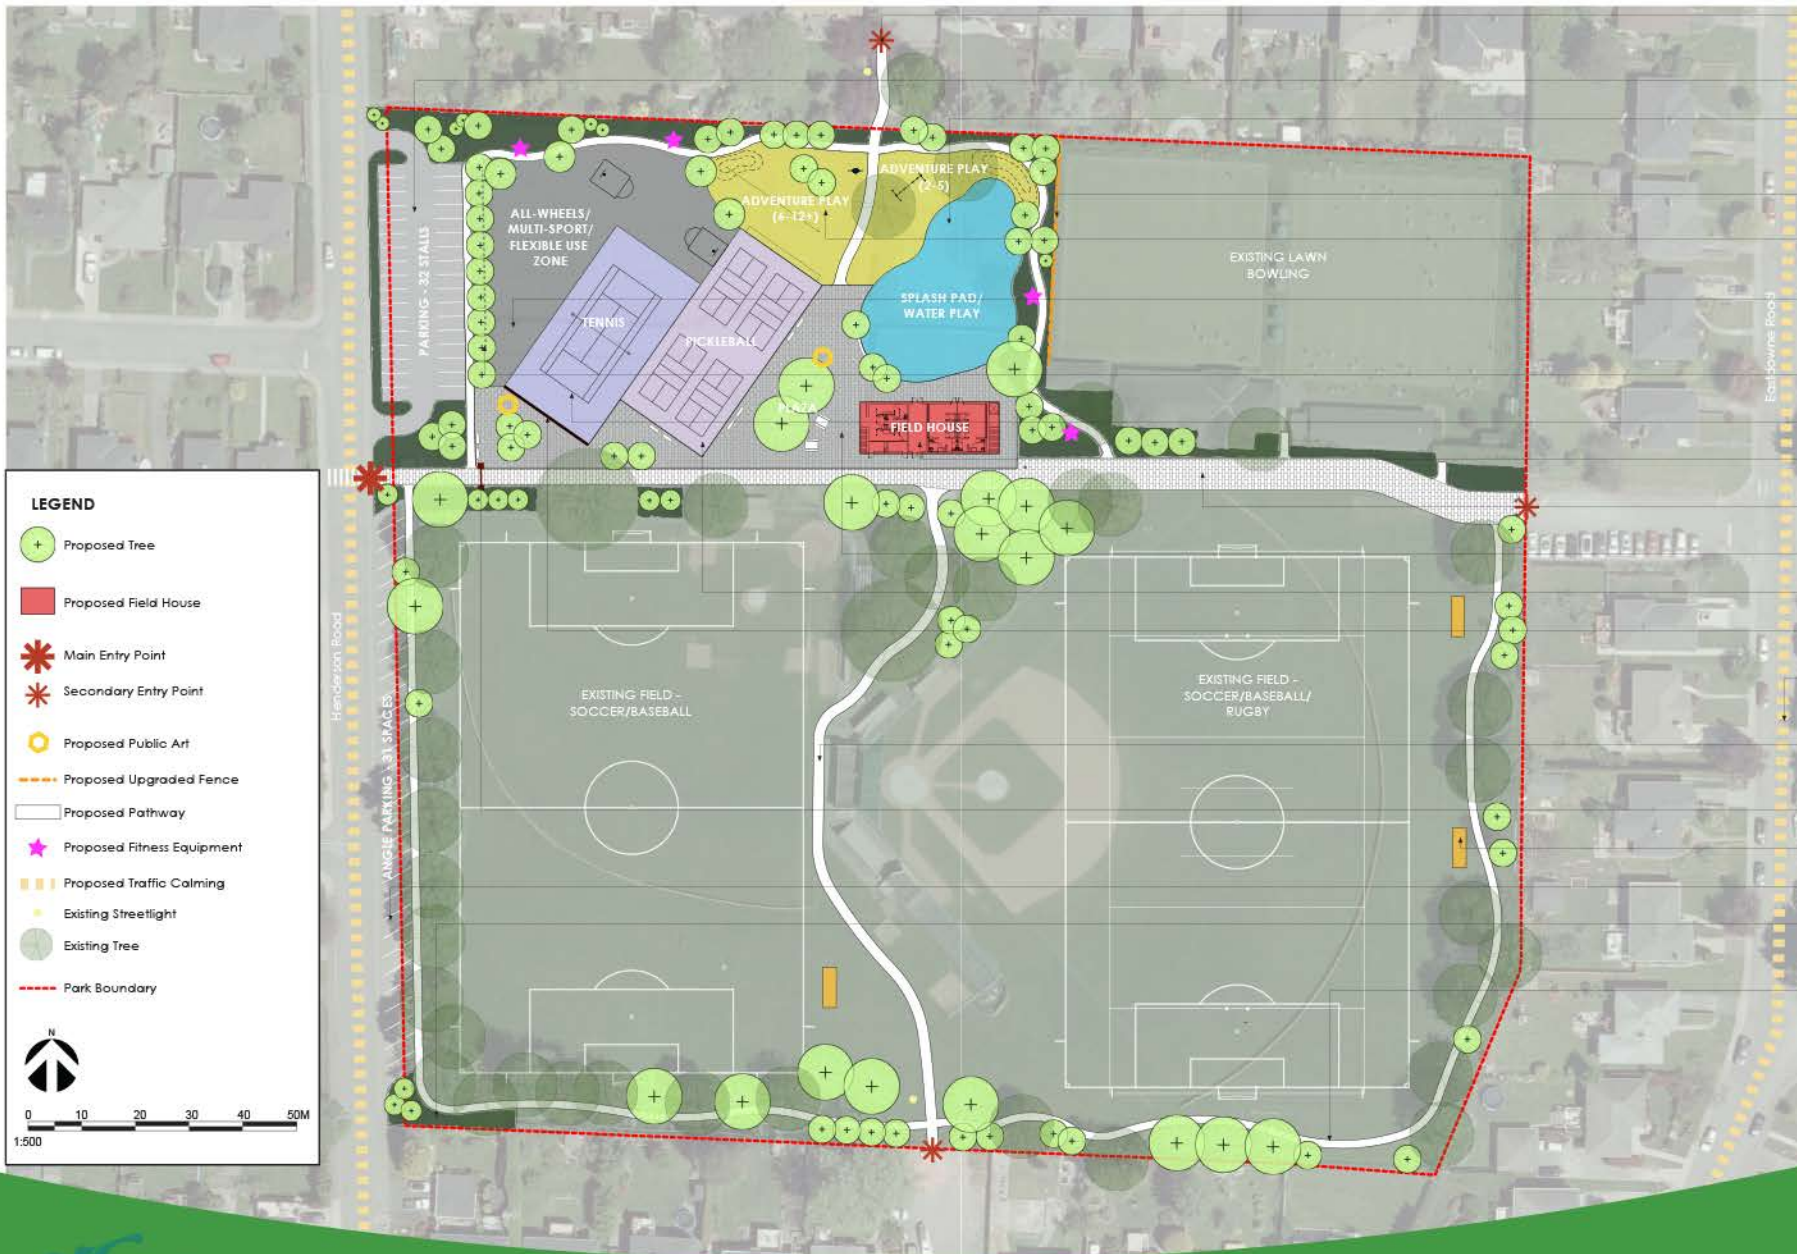 ADVENTURE PLAY
(2-5)
ADVENTURE PLAY
(6-12+)
ALL-WHEELS/
MULTI-SPORT/
FLEXIBLE USE
ZONE
PARKING - 32 STALLS
EXISTING LAWN
BOWLING
SPLASH PAD/
WATER PLAY
TENNIS
PICKLEBALL
PLAZA
FIELD HOUSE
Eastdowne Road
Henderson Road
ANGLE PARKING - 31 SPACES
EXISTING FIELD -
SOCCER/BASEBALL
EXISTING FIELD -
SOCCER/BASEBALL/
RUGBY
LEGEND
Proposed Tree
Proposed Field House
Main Entry Point
Secondary Entry Point
Proposed Public Art
Proposed Upgraded Fence
Proposed Pathway
Proposed Fitness Equipment
Proposed Traffic Calming
Existing Streetlight
Existing Tree
Park Boundary
N
0 10 20 30 40 50M
1:500